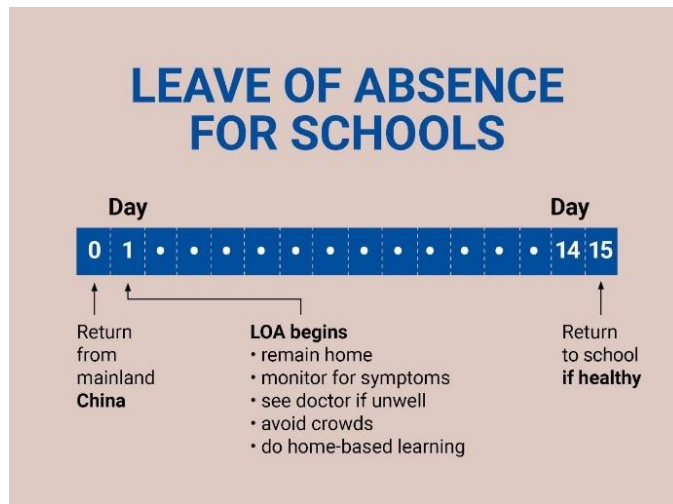 LEAVE OF ABSENCE
FOR SCHOOLS
Day
Day
0 1 • • • • • • • • • • • • 14 15
Return
from
mainland
China
LOA begins
• remain home
• monitor for symptoms
• see doctor if unwell
• avoid crowds
• do home-based learning
Return
to school
if healthy